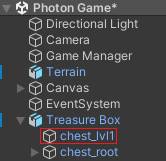 Photon Game*
Directional Light
Camera
Game Manager
Terrain
Canvas
EventSystem
Treasure Box
chest_lvl1
chest_root